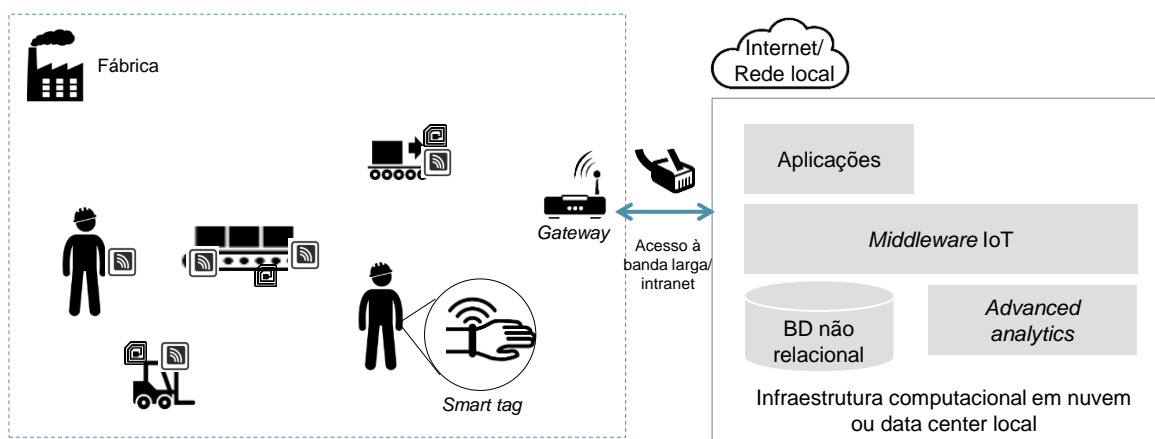 Fábrica
Smart tag
Gateway
Acesso à
banda larga/
intranet
Internet/
Rede local
Aplicações
Middleware IoT
BD não
relacional
Advanced
analytics
Infraestrutura computacional em nuvem
ou data center local